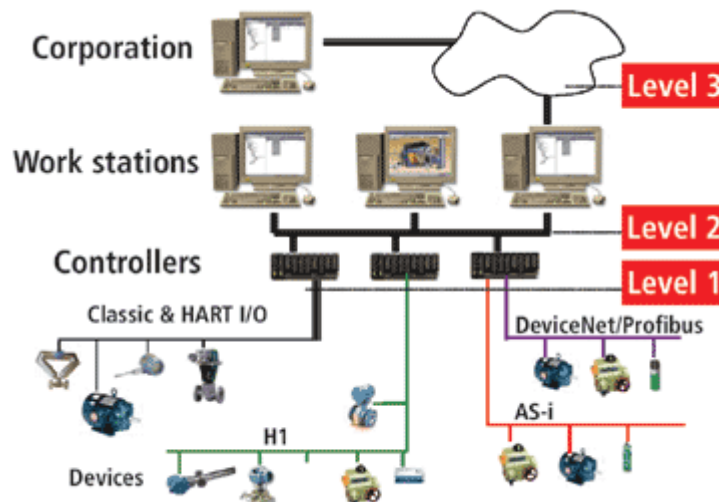 Corporation
Level 3
Work stations
Level 2
Controllers
Level 1
Classic & HART I/O
DeviceNet/Profibus
AS-i
H1
Devices